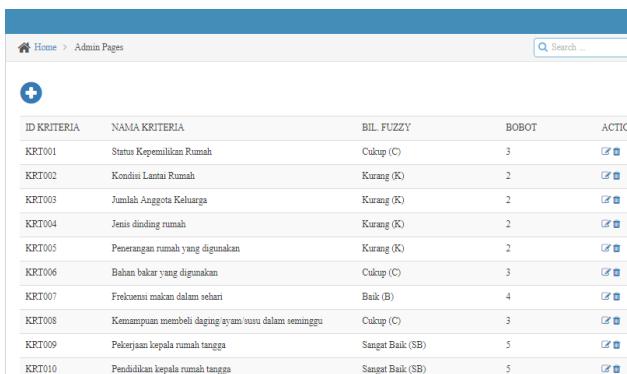 Home > Admin Pages
Search ...
ID KRITERIA NAMA KRITERIA BIL. FUZZY BOBOT ACTIO
KRT001 Status Kepemilikan Rumah Cukup (C) 3
KRT002 Kondisi Lantai Rumah Kurang (K) 2
KRT003 Jumlah Anggota Keluarga Kurang (K) 2
KRT004 Jenis dinding rumah Kurang (K) 2
KRT005 Penerangan rumah yang digunakan Kurang (K) 2
KRT006 Bahan bakar yang digunakan Cukup (C) 3
KRT007 Frekuensi makan dalam sehari Baik (B) 4
KRT008 Kemampuan membeli daging/ayam/susu dalam seminggu Cukup (C) 3
KRT009 Pekerjaan kepala rumah tangga Sangat Baik (SB) 5
KRT010 Pendidikan kepala rumah tangga Sangat Baik (SB) 5